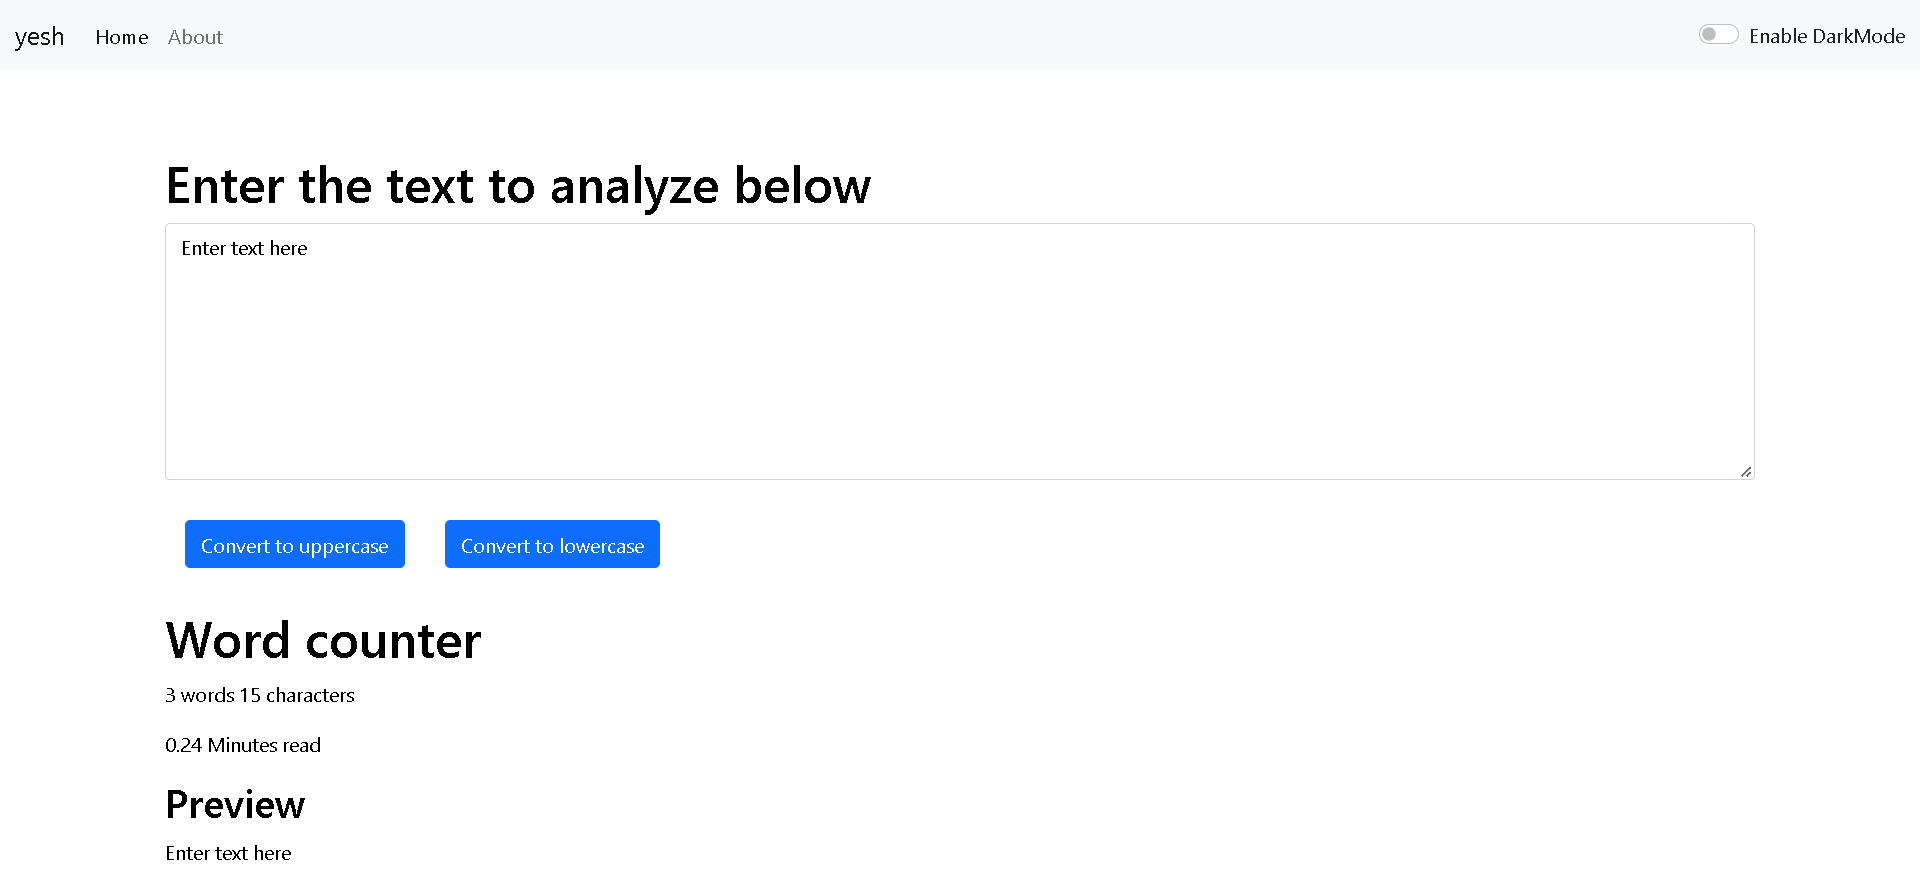 yesh Home About Enable DarkMode
Enter the text to analyze below
Enter text here
Convert to uppercase Convert to lowercase
Word counter
3 words 15 characters
0.24 Minutes read
Preview
Enter text here